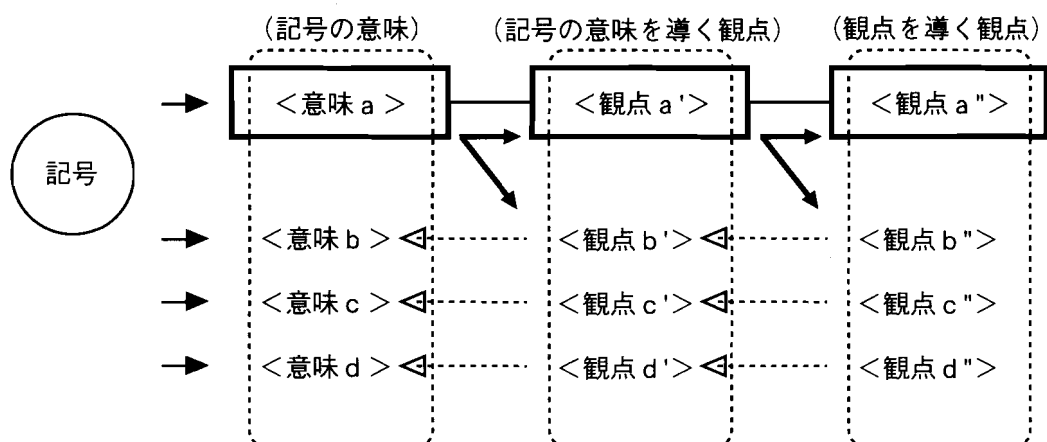 (記号の意味) (記号の意味を導く観点) (観点を導く観点)
<意味a> <観点a'> <観点a">
記号
<意味b> <観点b'> <観点b">
<意味c> <観点c'> <観点c">
<意味d> <観点d'> <観点d">